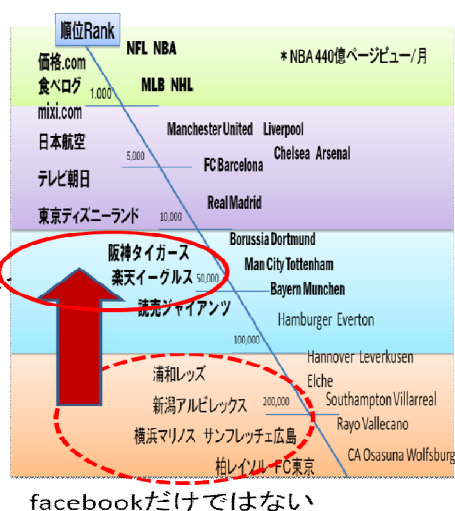 順位Rank
NFL NBA
*NBA 440億ページビュー/月
価格.com
食べログ
1.000
MLB NHL
mixi.com
日本航空
Manchester United Liverpool
Chelsea Arsenal
5,000
FC Barcelona
テレビ朝日
Real Madrid
東京ディズニーランド
10,000
Borussia Dortmund
阪神タイガース
Man City Tottenham
楽天イーグルス
50,000
Bayern Munchen
読売ジャイアンツ
Hamburger Everton
100,000
Hannover Leverkusen
浦和レッズ
Elche
新潟アルビレックス
200,000
Southampton Villarreal
Rayo Vallecano
横浜マリノス サンフレッチェ広島
CA Osasuna Wolfsburg
柏レイソル FC東京
facebookだけではない